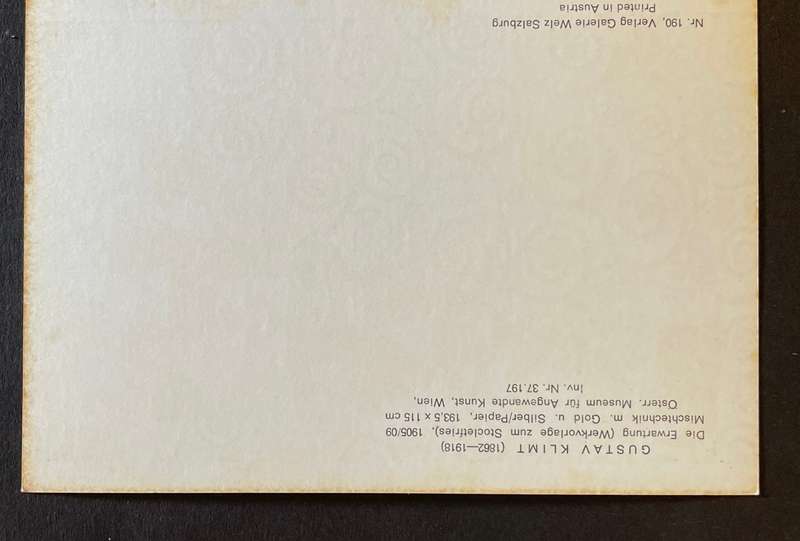 GUSTAV KLIMT (1862—1918)
Die Erwartung (Werkvorlage zum Stocletfries), 1905/09
Mischtechnik m. Gold u. Silber/Papier, 193,5 x 115 cm
Österr. Museum für Angewandte Kunst, Wien,
Inv. Nr. 37.197
Nr. 190, Verlag Galerie Welz Salzburg
Printed in Austria